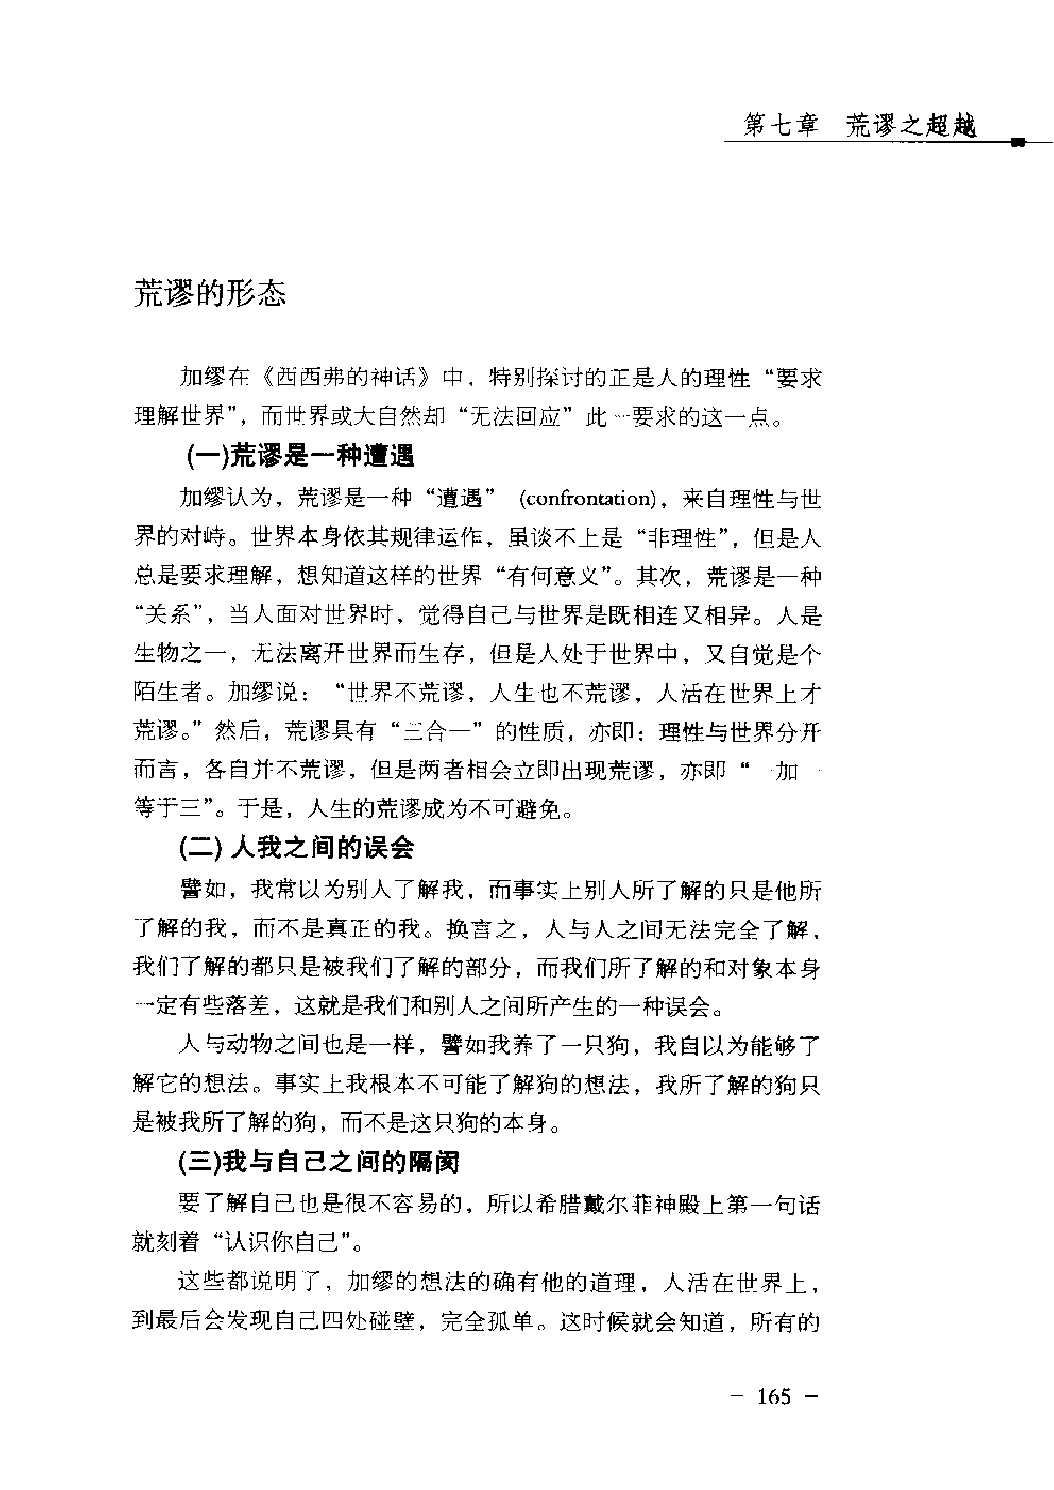 第七章 荒谬之超越
荒谬的形态
加缪在《西西弗的神话》中，特别探讨的正是人的理性“要求
理解世界”，而世界或大自然却“无法回应”此一要求的这一点。
(一)荒谬是一种遭遇
加缪认为，荒谬是一种“遭遇” (confrontation)，来自理性与世
界的对峙。世界本身依其规律运作，虽谈不上是“非理性”，但是人
总是要求理解，想知道这样的世界“有何意义”。其次，荒谬是一种
“关系”，当人面对世界时，觉得自己与世界是既相连又相异。人是
生物之一，无法离开世界而生存，但是人处于世界中，又自觉是个
陌生者。加缪说：“世界不荒谬，人生也不荒谬，人活在世界上才
荒谬。”然后，荒谬具有“三合一”的性质，亦即：理性与世界分开
而言，各自并不荒谬，但是两者相会立即出现荒谬，亦即“ 加
等于三”。于是，人生的荒谬成为不可避免。
(二) 人我之间的误会
譬如，我常以为别人了解我，而事实上别人所了解的只是他所
了解的我，而不是真正的我。换言之，人与人之间无法完全了解，
我们了解的都只是被我们了解的部分，而我们所了解的和对象本身
一定有些落差，这就是我们和别人之间所产生的一种误会。
人与动物之间也是一样，譬如我养了一只狗，我自以为能够了
解它的想法。事实上我根本不可能了解狗的想法，我所了解的狗只
是被我所了解的狗，而不是这只狗的本身。
(三)我与自己之间的隔阂
要了解自己也是很不容易的，所以希腊戴尔菲神殿上第一句话
就刻着“认识你自己”。
这些都说明了，加缪的想法的确有他的道理，人活在世界上，
到最后会发现自己四处碰壁，完全孤单。这时候就会知道，所有的
－ 165 －